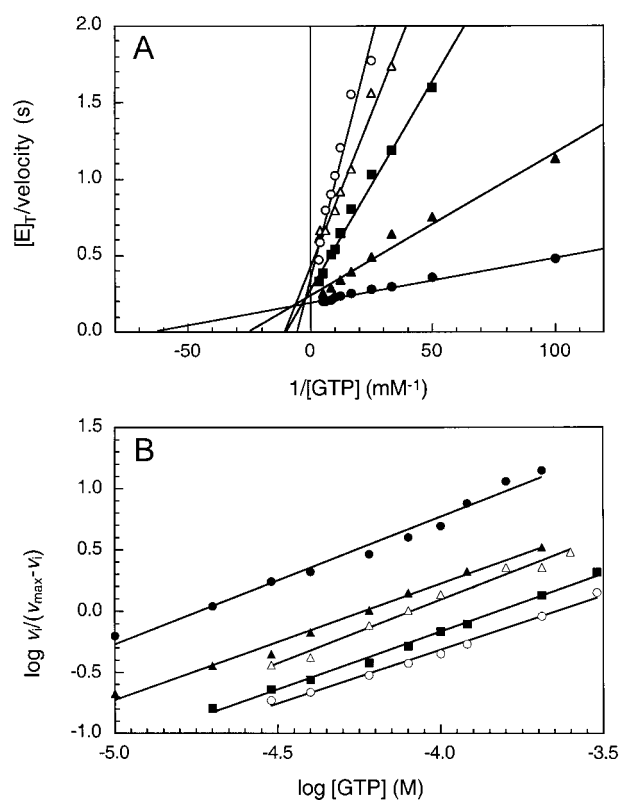 A
2.0
1.5
1.0
0.5
0.0
[E]T/velocity (s)
-50 0 50 100
1/[GTP] (mM-1)
B
1.5
1.0
0.5
0.0
-0.5
-1.0
log vi/(vmax-vi)
-5.0 -4.5 -4.0 -3.5
log [GTP] (M)